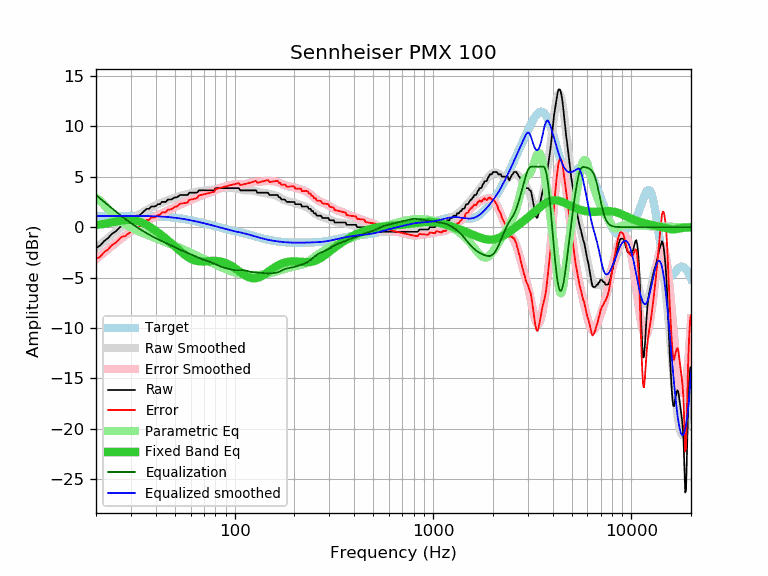 Sennheiser PMX 100
15
10
5
0
−5
−10
−15
−20
−25
Amplitude (dBr)
Target
Raw Smoothed
Error Smoothed
Raw
Error
Parametric Eq
Fixed Band Eq
Equalization
Equalized smoothed
100
1000
10000
Frequency (Hz)